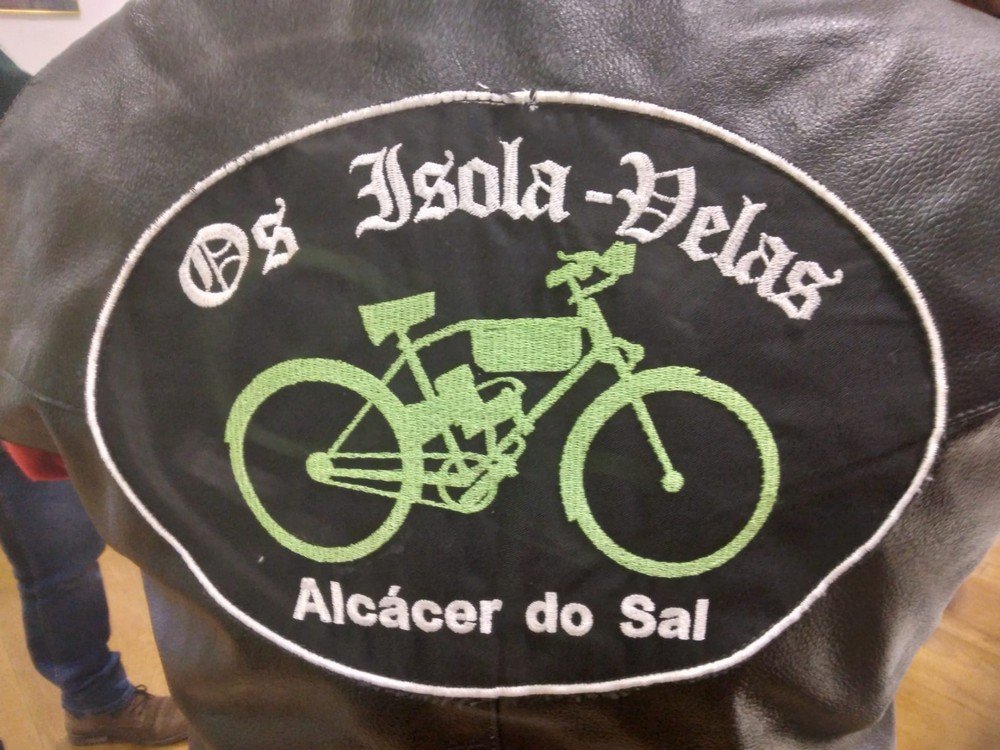 Os Isola-Velas
Alcácer do Sal